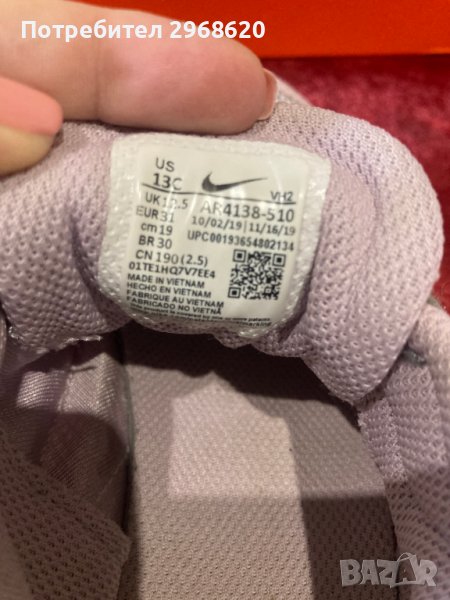 Потребител 2968620
US
13C
VH2
UK 12.5 AR4138-510
EUR 31 10/02/19 11/16/19
cm 19 UPC00193654802134
BR 30
CN 190 (2.5)
01TE1HQ7V7EE4
MADE IN VIETNAM
HECHO EN VIETNAM
FABRIQUE AU VIETNAM
FABRICADO NO VIETNÃ
bazar